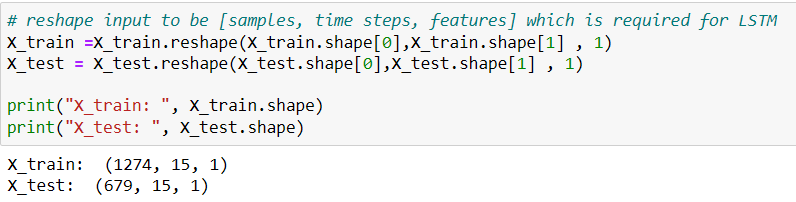 # reshape input to be [samples, time steps, features] which is required for LSTM
X_train =X_train.reshape(X_train.shape[0],X_train.shape[1] , 1)
X_test = X_test.reshape(X_test.shape[0],X_test.shape[1] , 1)
print("X_train: ", X_train.shape)
print("X_test: ", X_test.shape)
X_train:  (1274, 15, 1)
X_test:  (679, 15, 1)